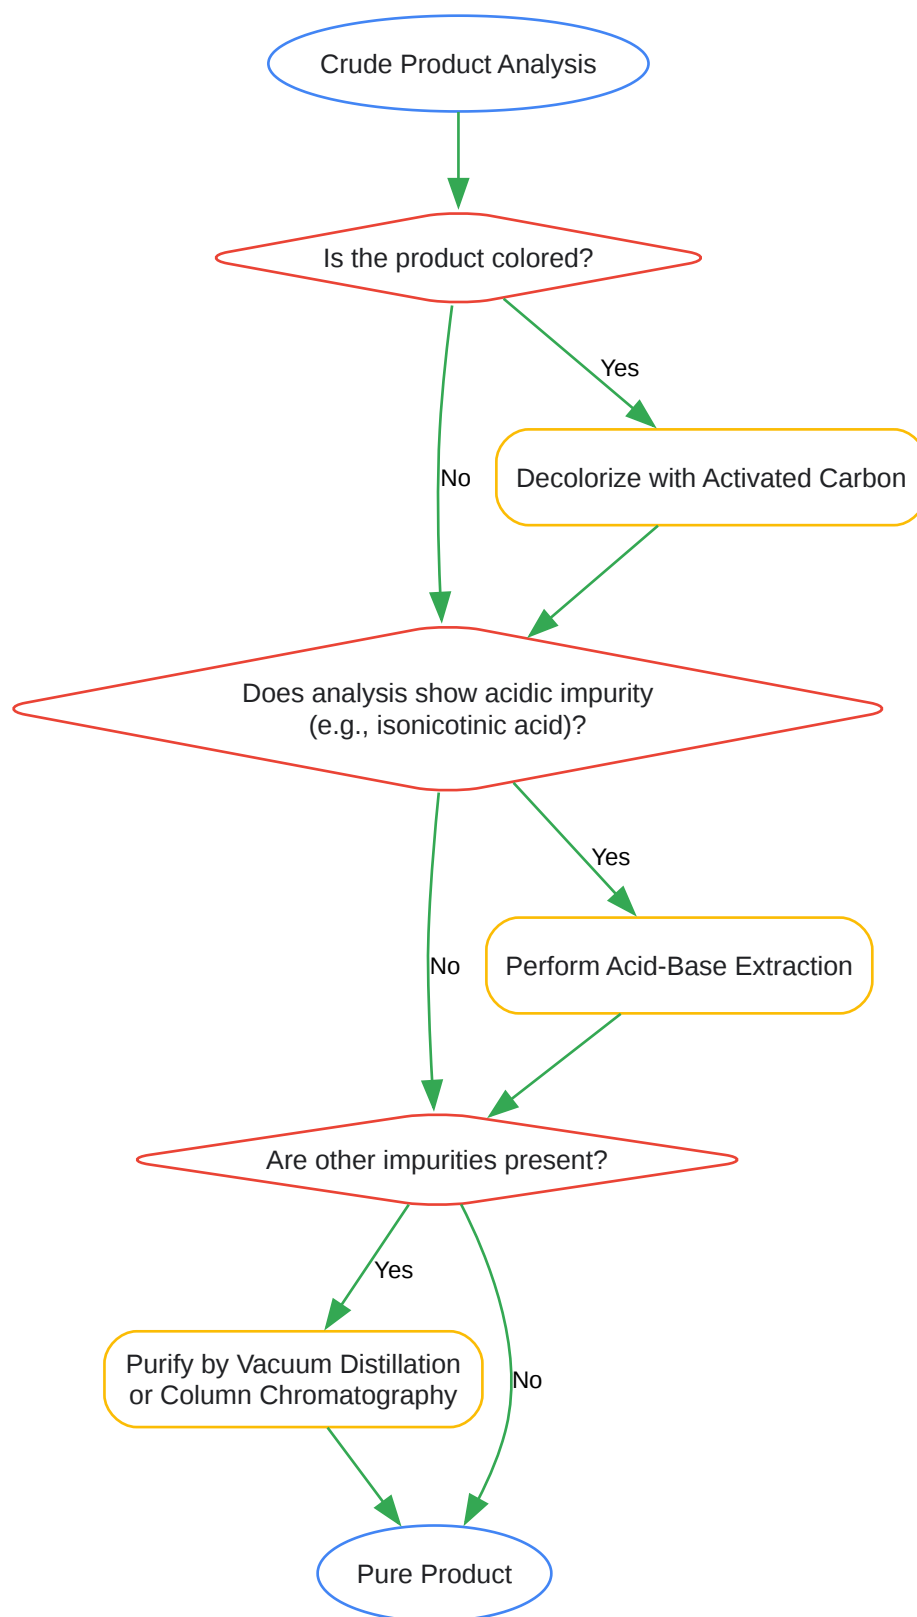 Crude Product Analysis
Is the product colored?
Yes
No
Decolorize with Activated Carbon
Does analysis show acidic impurity
(e.g., isonicotinic acid)?
Yes
No
Perform Acid-Base Extraction
Are other impurities present?
Yes
Purify by Vacuum Distillation
or Column Chromatography
No
Pure Product